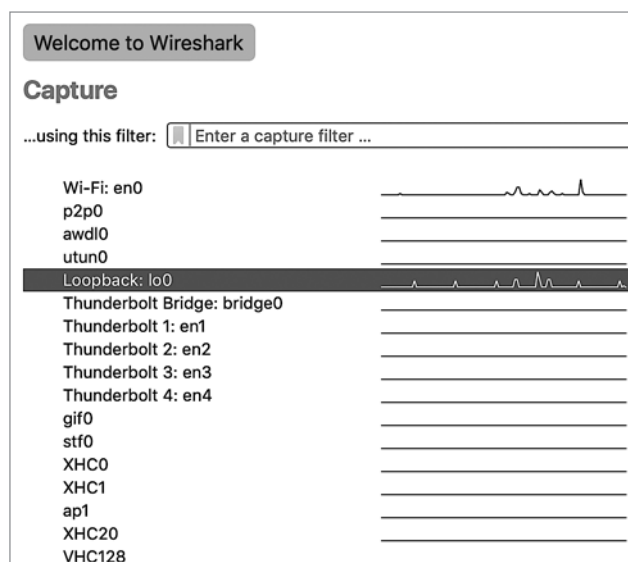 Welcome to Wireshark
Capture
...using this filter: Enter a capture filter ...
Wi-Fi: en0
p2p0
awdl0
utun0
Loopback: lo0
Thunderbolt Bridge: bridge0
Thunderbolt 1: en1
Thunderbolt 2: en2
Thunderbolt 3: en3
Thunderbolt 4: en4
gif0
stf0
XHC0
XHC1
ap1
XHC20
VHC128